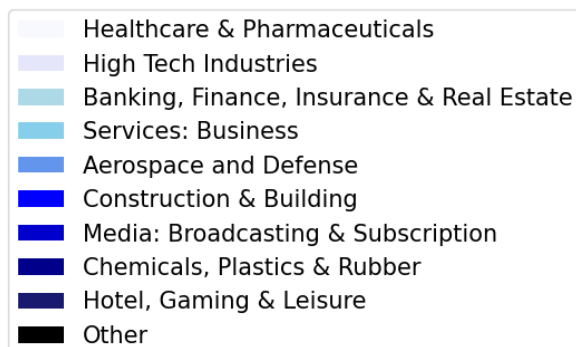 Healthcare & Pharmaceuticals
High Tech Industries
Banking, Finance, Insurance & Real Estate
Services: Business
Aerospace and Defense
Construction & Building
Media: Broadcasting & Subscription
Chemicals, Plastics & Rubber
Hotel, Gaming & Leisure
Other